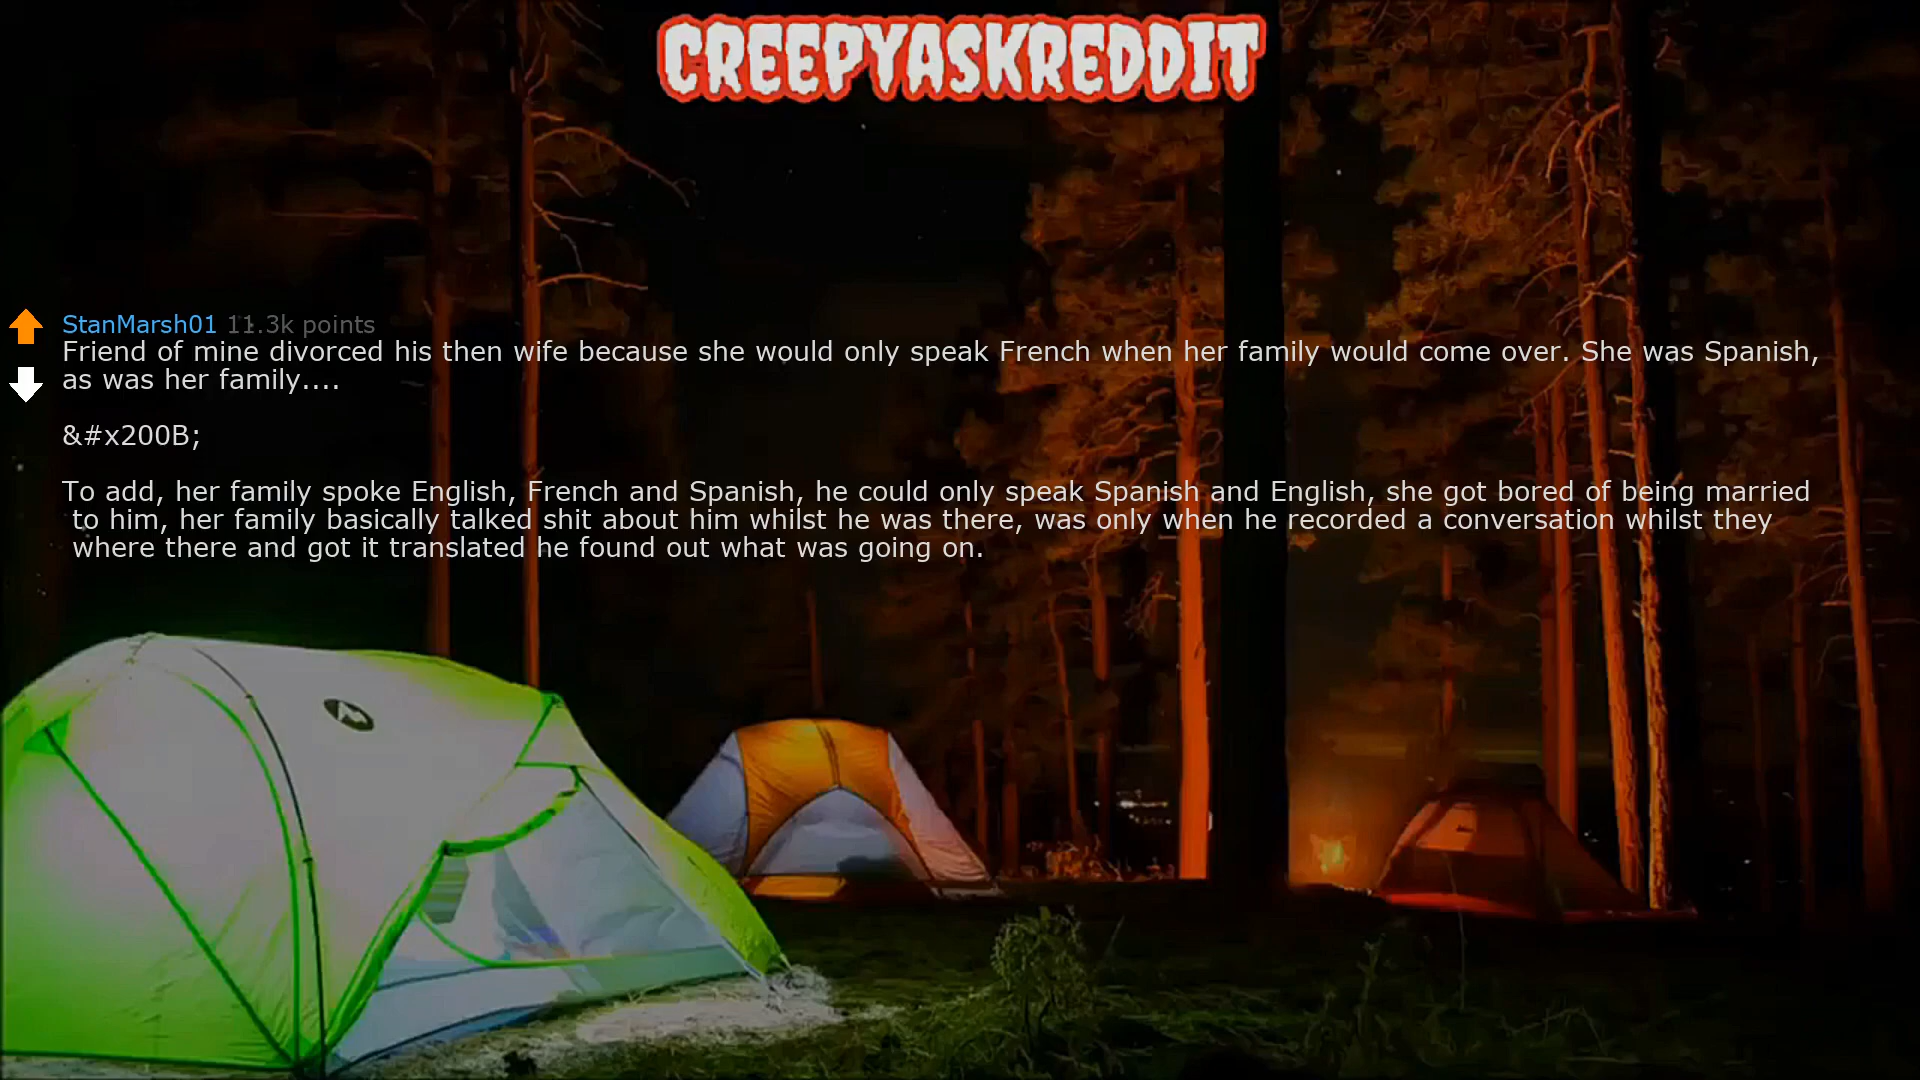 CREEPYASKREDDIT
StanMarsh01 11.3k points
Friend of mine divorced his then wife because she would only speak French when her family would come over. She was Spanish,
as was her family....
&#x200B;
To add, her family spoke English, French and Spanish, he could only speak Spanish and English, she got bored of being married
to him, her family basically talked shit about him whilst he was there, was only when he recorded a conversation whilst they
where there and got it translated he found out what was going on.